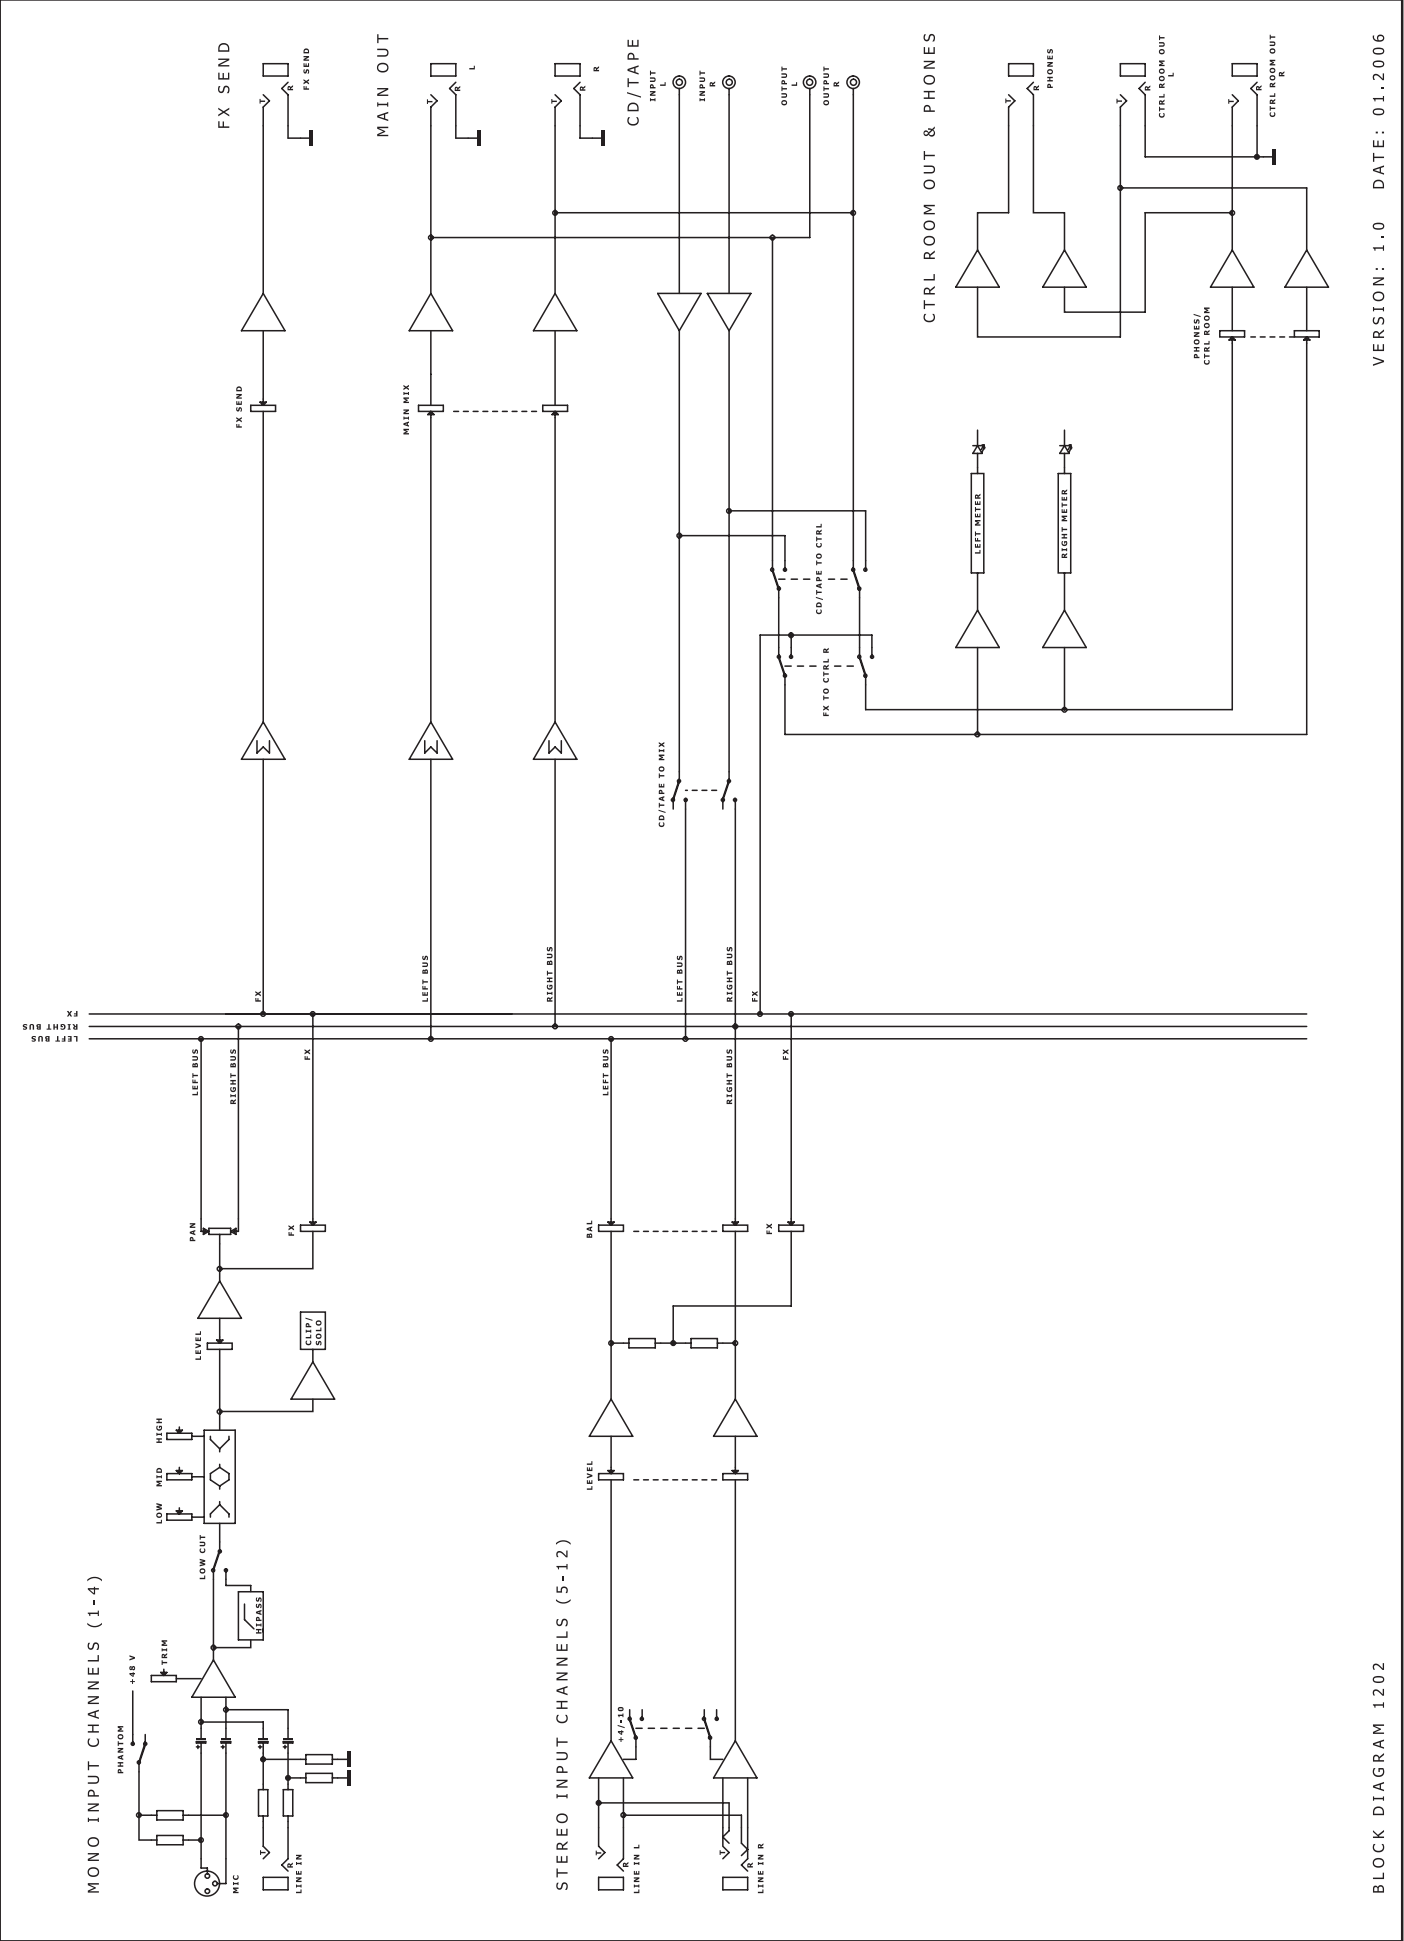 MONO INPUT CHANNELS (1-4)
PHANTOM
+48 V
TRIM
MIC
T
R
LINE IN
HIPASS
LOW CUT
LOW
MID
HIGH
LEVEL
CLIP/
SOLO
PAN
FX
LEFT BUS
RIGHT BUS
FX
STEREO INPUT CHANNELS (5-12)
T
R
LINE IN L
T
R
LINE IN R
+4/-10
LEVEL
BAL
FX
LEFT BUS
RIGHT BUS
FX
FX
RIGHT BUS
LEFT BUS
FX
FX SEND
FX SEND
T
R
FX SEND
LEFT BUS
RIGHT BUS
MAIN MIX
MAIN OUT
T
R
L
T
R
R
LEFT BUS
RIGHT BUS
FX
CD/TAPE TO MIX
CD/TAPE
INPUT
L
INPUT
R
OUTPUT
L
OUTPUT
R
FX TO CTRL R
CD/TAPE TO CTRL
CTRL ROOM OUT & PHONES
LEFT METER
RIGHT METER
PHONES/
CTRL ROOM
T
R
PHONES
T
R
CTRL ROOM OUT
L
T
R
CTRL ROOM OUT
R
BLOCK DIAGRAM 1202
VERSION: 1.0 DATE: 01.2006